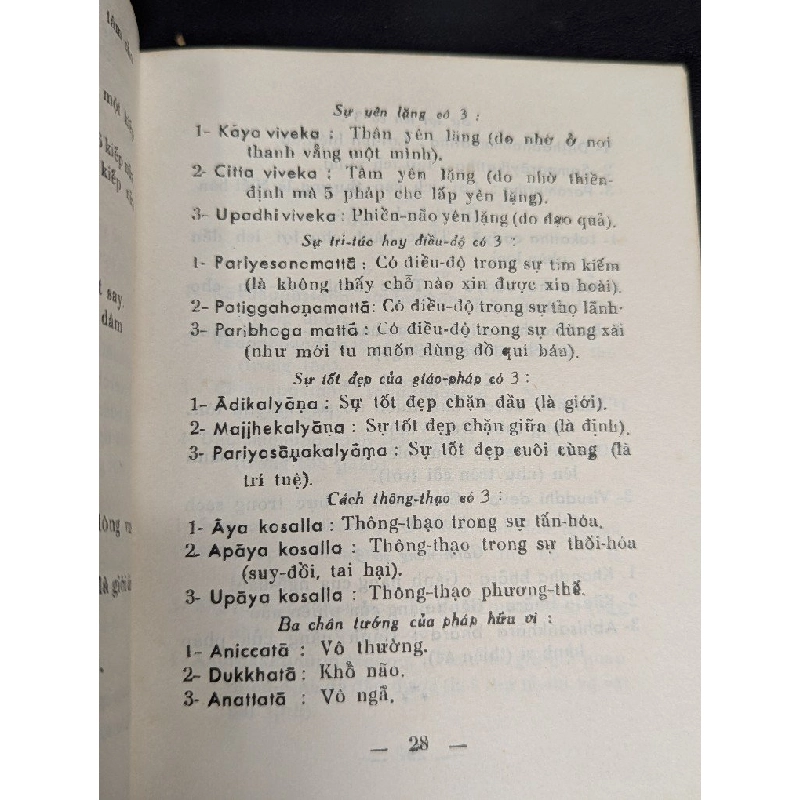 Sự yên lặng có 3 :
1- Kāya viveka : Thân yên lặng (do nhờ ở nơi
thanh vắng một mình).
2- Citta viveka : Tâm yên lặng (do nhờ thiền-
định mà 5 pháp che lấp yên lặng).
3- Upadhi viveka : Phiền-não yên lặng (do đạo quả).
Sự tri-túc hay điều-độ có 3 :
1- Pariyesanamattā : Có điều-độ trong sự tìm kiếm
(là không thấy chỗ nào xin được xin hoài).
2- Patiggahaṇamattā : Có điều-độ trong sự thọ lãnh.
3- Paribhoga mattā : Có điều-độ trong sự dùng xài
(như mới tu muốn dùng đồ qui báu).
Sự tốt đẹp của giáo-pháp có 3 :
1- Ādikalyāṇa : Sự tốt đẹp chặn đầu (là giới).
2- Majjhekalyāṇa : Sự tốt đẹp chặn giữa (là định).
3- Pariyasāṇakalyāma : Sự tốt đẹp cuôi cùng (là
trí tuệ).
Cách thông-thạo có 3 :
1- Āya kosalla : Thông-thạo trong sự tấn-hóa.
2. Apāya kosalla : Thông-thạo trong sự thối-hóa
(suy-đồi, tai hại).
3- Upāya kosalla : Thông-thạo phương-thế.
Ba chân tướng của pháp hữu vi :
1- Aniccatā : Vô thường.
2- Dukkhatā : Khổ não.
3- Anattatā : Vô ngã.
— 28 —